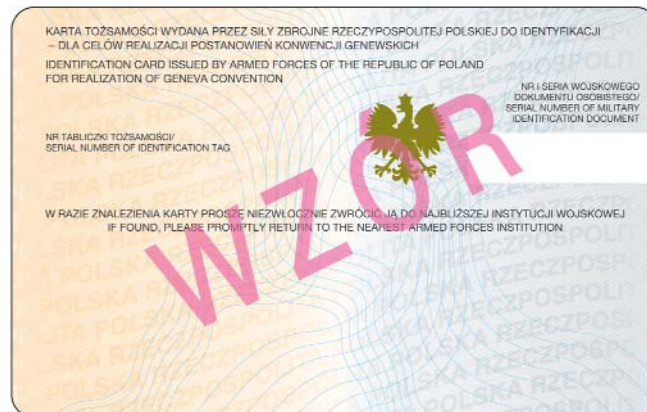 KARTA TOŻSAMOŚCI WYDANA PRZEZ SIŁY ZBROJNE RZECZYPOSPOLITEJ POLSKIEJ DO IDENTYFIKACJI
– DLA CELÓW REALIZACJI POSTANOWIEŃ KONWENCJI GENEWSKICH
IDENTIFICATION CARD ISSUED BY ARMED FORCES OF THE REPUBLIC OF POLAND
FOR REALIZATION OF GENEVA CONVENTION
NR I SERIA WOJSKOWEGO
DOKUMENTU OSOBISTEGO/
SERIAL NUMBER OF MILITARY
IDENTIFICATION DOCUMENT
NR TABLICZKI TOŻSAMOŚCI/
SERIAL NUMBER OF IDENTIFICATION TAG
WZÓR
W RAZIE ZNALEZIENIA KARTY PROSZĘ NIEZWŁOCZNIE ZWRÓCIĆ JĄ DO NAJBLIŻSZEJ INSTYTUCJI WOJSKOWEJ
IF FOUND, PLEASE PROMPTLY RETURN TO THE NEAREST ARMED FORCES INSTITUTION